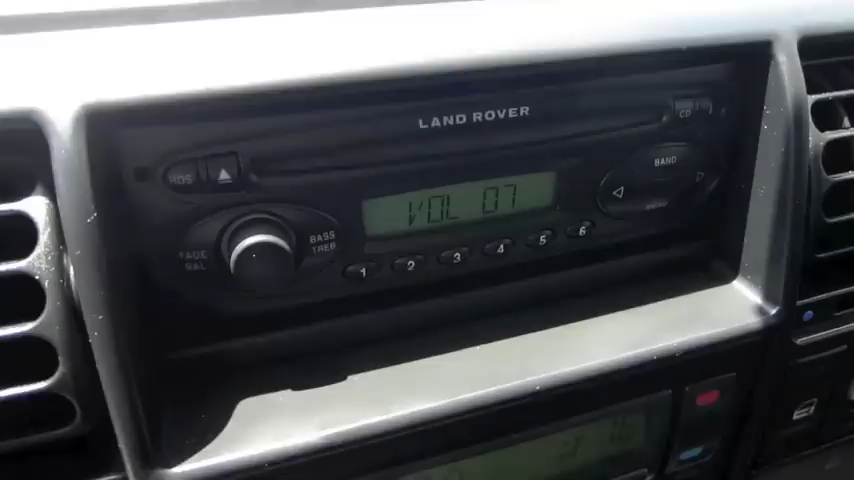 LAND ROVER
CD
RDS
BAND
VOL 07
FADE
BAL
BASS
TREB
1 2 3 4 5 6